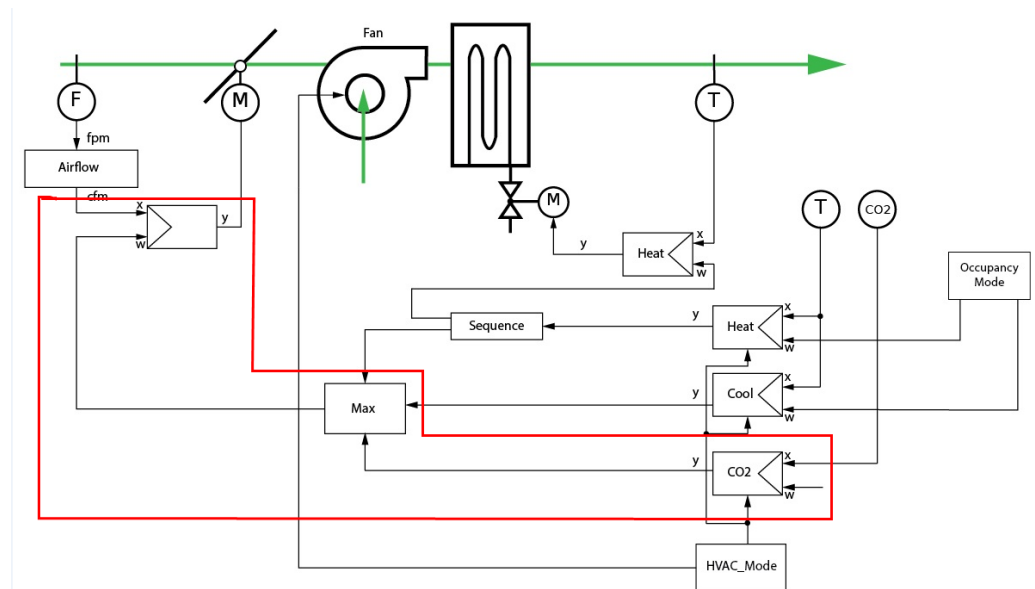 Fan
F
M
T
fpm
Airflow
cfm
x
y
w
M
T
CO2
y
Heat
x
w
Occupancy
Mode
Sequence
y
Heat
x
w
Max
y
Cool
x
w
y
CO2
x
w
HVAC_Mode